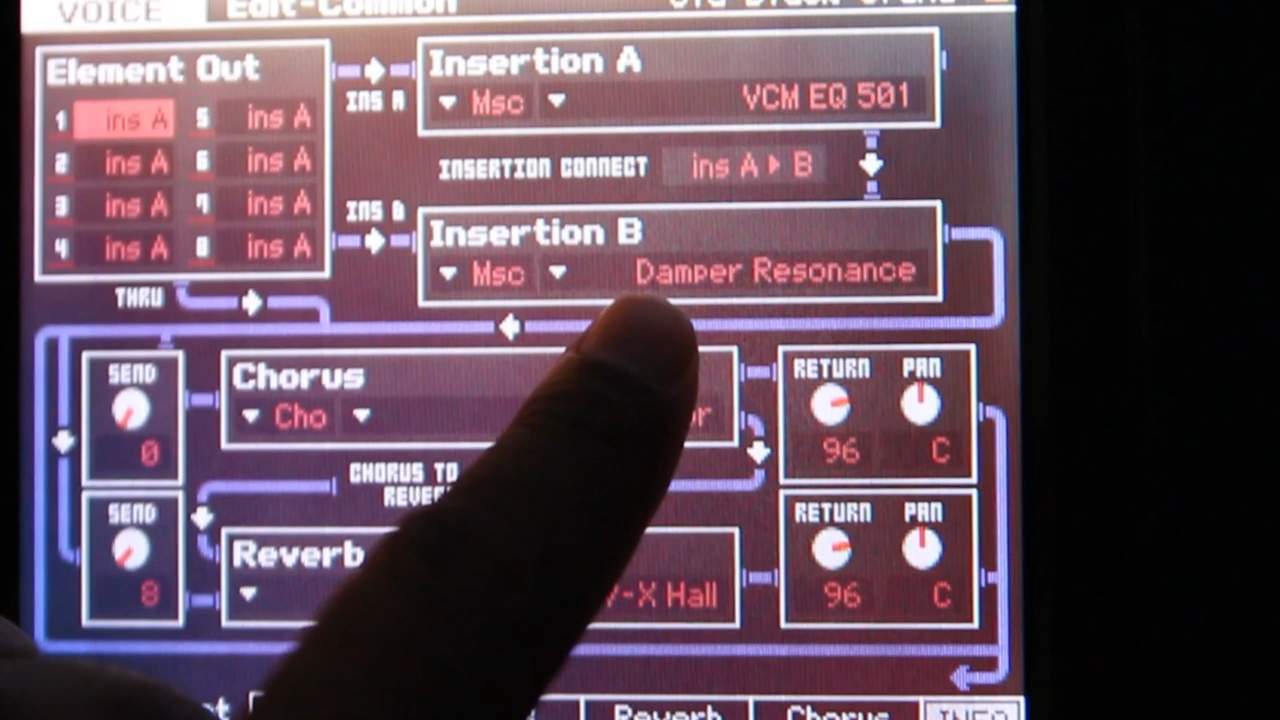 VOICE Edit-Common
Element Out
1 ins A 5 ins A
2 ins A 6 ins A
3 ins A 7 ins A
4 ins A 8 ins A
INS A
INS B
THRU
Insertion A
Msc VCM EQ 501
INSERTION CONNECT ins A ▸ B
Insertion B
Msc Damper Resonance
SEND
0
Chorus
Cho
RETURN PAN
96 C
CHORUS TO
SEND
8
Reverb
Hall
RETURN PAN
96 C
Reverb Chorus INFO